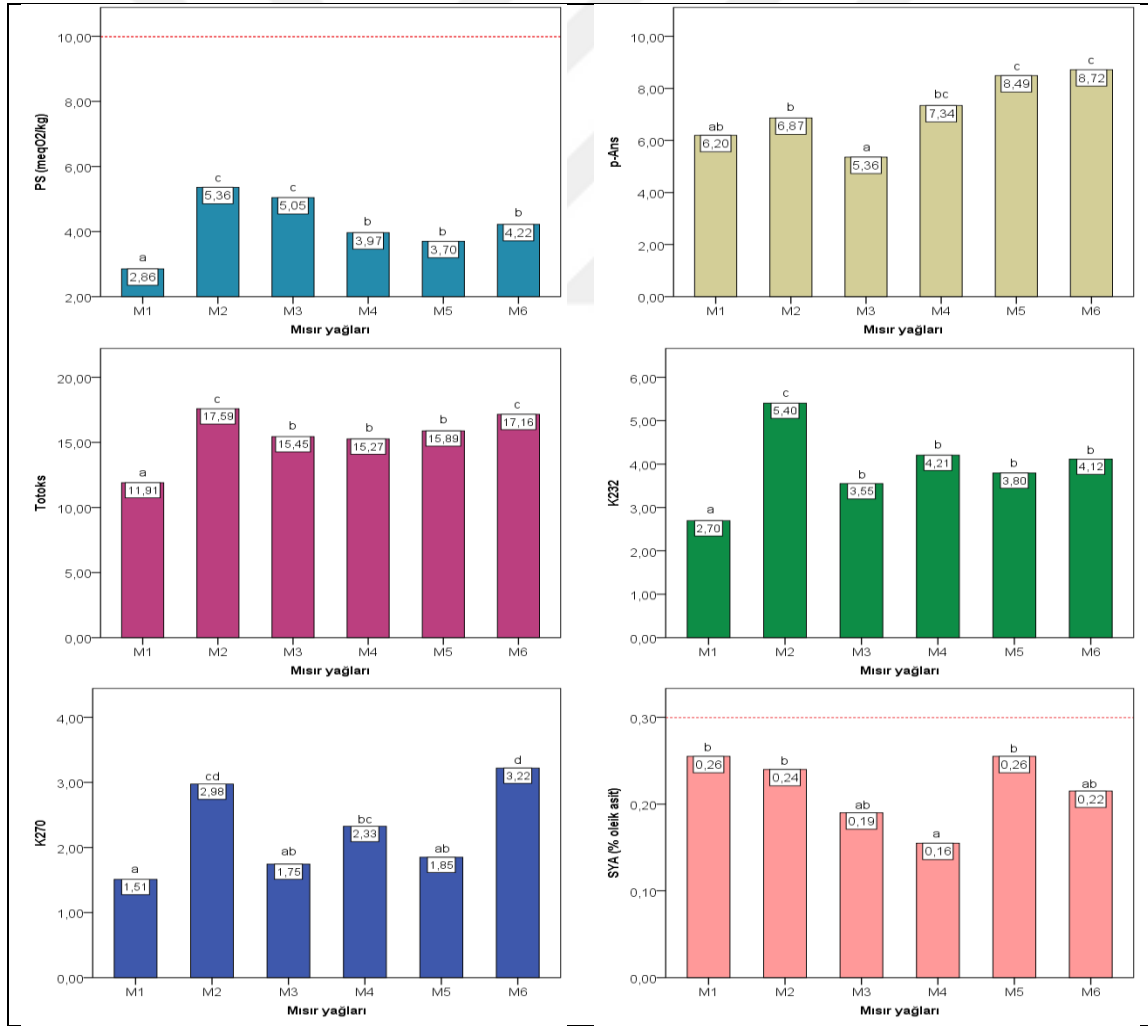 PS (meq02/kg)
10,00
8,00
6,00
4,00
2,00
a
c
c
b
b
b
2,86
5,36
5,05
3,97
3,70
4,22
M1 M2 M3 M4 M5 M6
Mısır yağları
p-Ans
10,00
8,00
6,00
4,00
2,00
0,00
ab
b
a
bc
c
c
6,20
6,87
5,36
7,34
8,49
8,72
M1 M2 M3 M4 M5 M6
Mısır yağları
Totoks
20,00
15,00
10,00
5,00
0,00
a
c
b
b
b
c
11,91
17,59
15,45
15,27
15,89
17,16
M1 M2 M3 M4 M5 M6
Mısır yağları
K232
6,00
5,00
4,00
3,00
2,00
1,00
0,00
a
c
b
b
b
b
2,70
5,40
3,55
4,21
3,80
4,12
M1 M2 M3 M4 M5 M6
Mısır yağları
K270
4,00
3,00
2,00
1,00
0,00
a
cd
ab
bc
ab
d
1,51
2,98
1,75
2,33
1,85
3,22
M1 M2 M3 M4 M5 M6
Mısır yağları
SYA (% oleik asit)
0,30
0,20
0,10
0,00
b
b
ab
a
b
ab
0,26
0,24
0,19
0,16
0,26
0,22
M1 M2 M3 M4 M5 M6
Mısır yağları